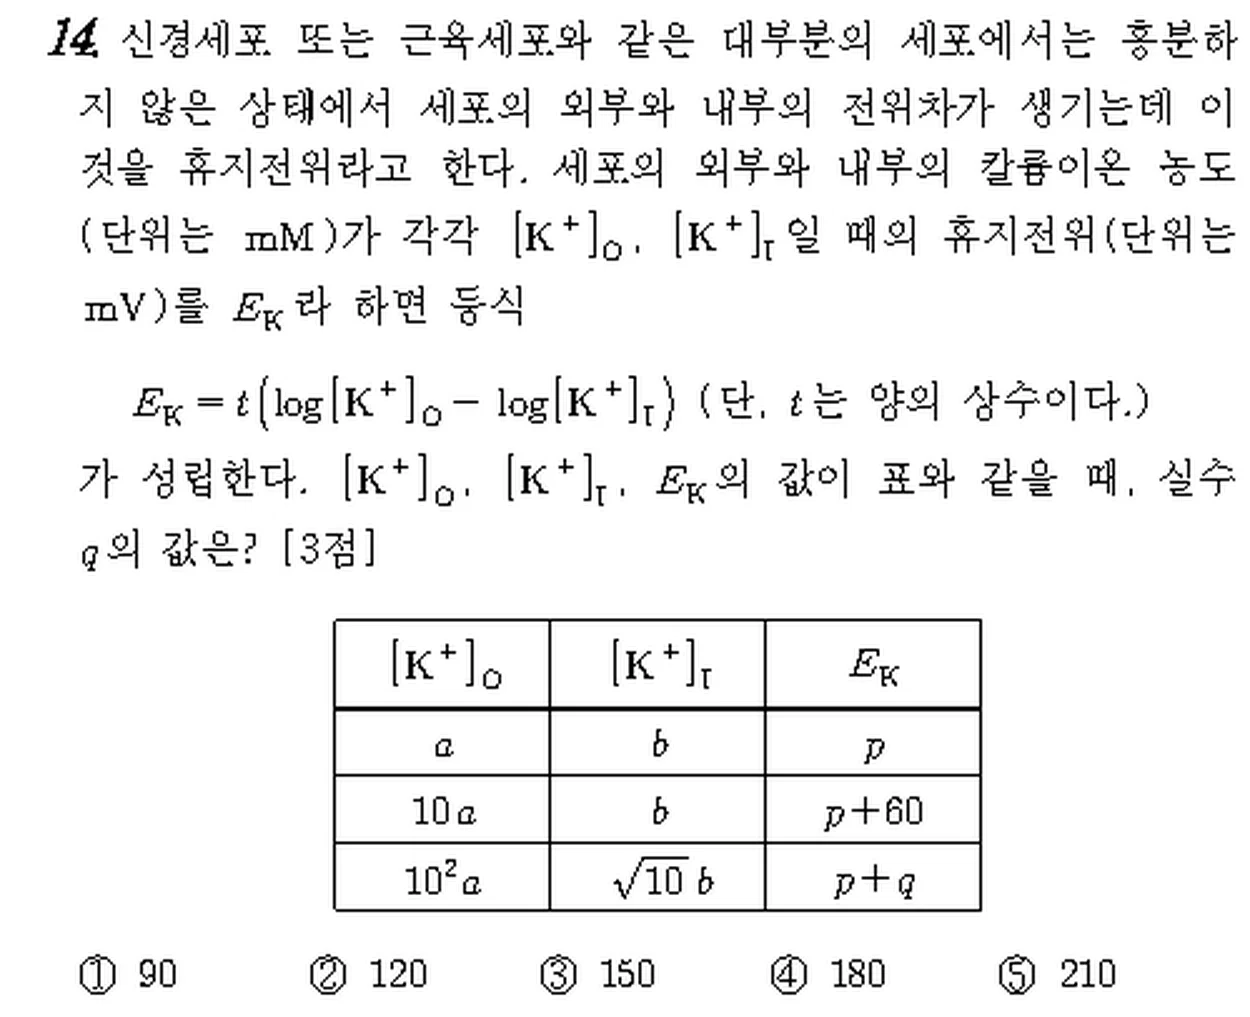 14. 신경세포 또는 근육세포와 같은 대부분의 세포에서는 흥분하
지 않은 상태에서 세포의 외부와 내부의 전위차가 생기는데 이
것을 휴지전위라고 한다. 세포의 외부와 내부의 칼륨이온 농도
(단위는 mM)가 각각 [K⁺]_O, [K⁺]_I 일 때의 휴지전위(단위는
mV)를 E_K 라 하면 등식
E_K = t(log[K⁺]_O − log[K⁺]_I) (단, t는 양의 상수이다.)
가 성립한다. [K⁺]_O, [K⁺]_I, E_K의 값이 표와 같을 때, 실수
q의 값은? [3점]
[K⁺]_O [K⁺]_I E_K
a b p
10a b p+60
10²a √10 b p+q
① 90 ② 120 ③ 150 ④ 180 ⑤ 210